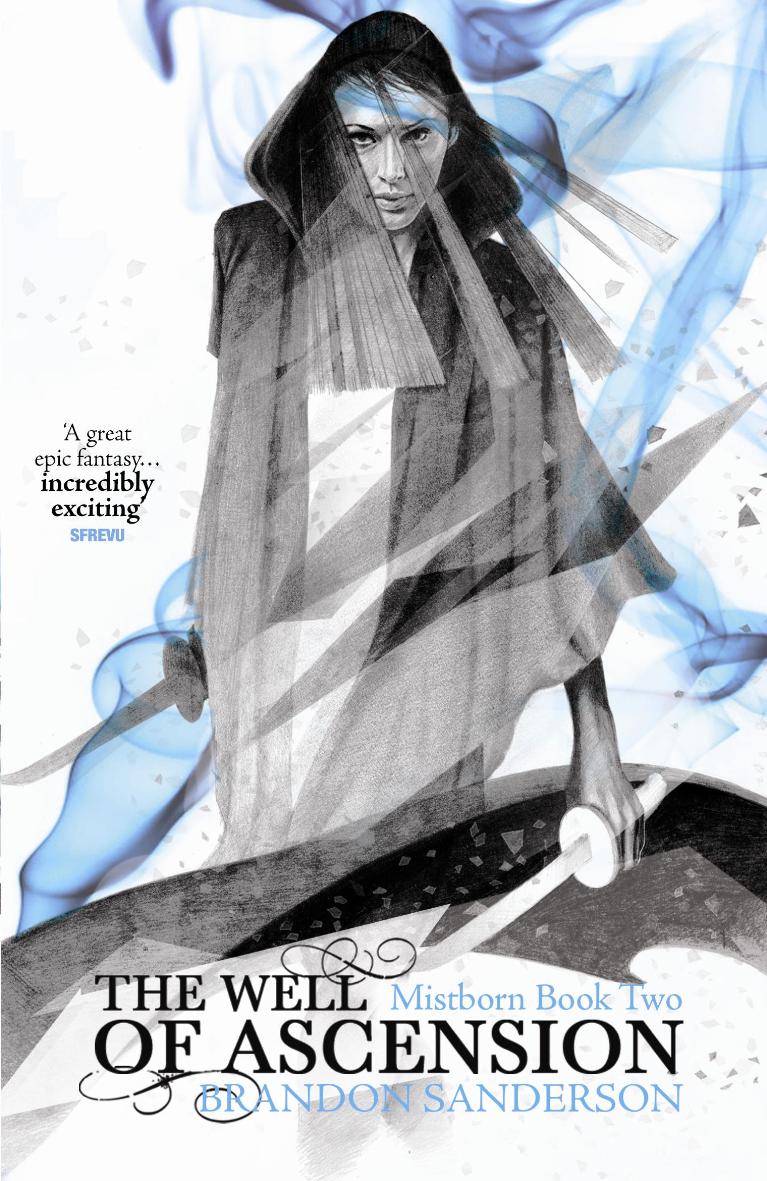 ‘A great
epic fantasy…
incredibly
exciting’
SFREVU
THE WELL Mistborn Book Two
OF ASCENSION
BRANDON SANDERSON